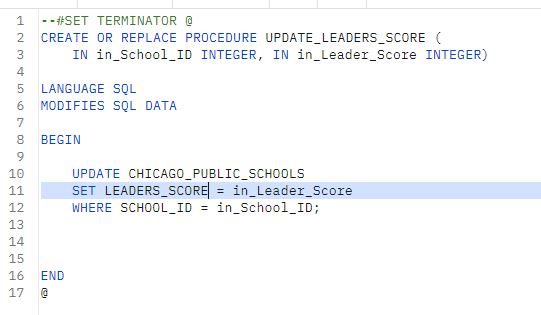 1 --#SET TERMINATOR @
2 CREATE OR REPLACE PROCEDURE UPDATE_LEADERS_SCORE (
3     IN in_School_ID INTEGER, IN in_Leader_Score INTEGER)
4
5 LANGUAGE SQL
6 MODIFIES SQL DATA
7
8 BEGIN
9
10     UPDATE CHICAGO_PUBLIC_SCHOOLS
11     SET LEADERS_SCORE = in_Leader_Score
12     WHERE SCHOOL_ID = in_School_ID;
13
14
15
16 END
17 @